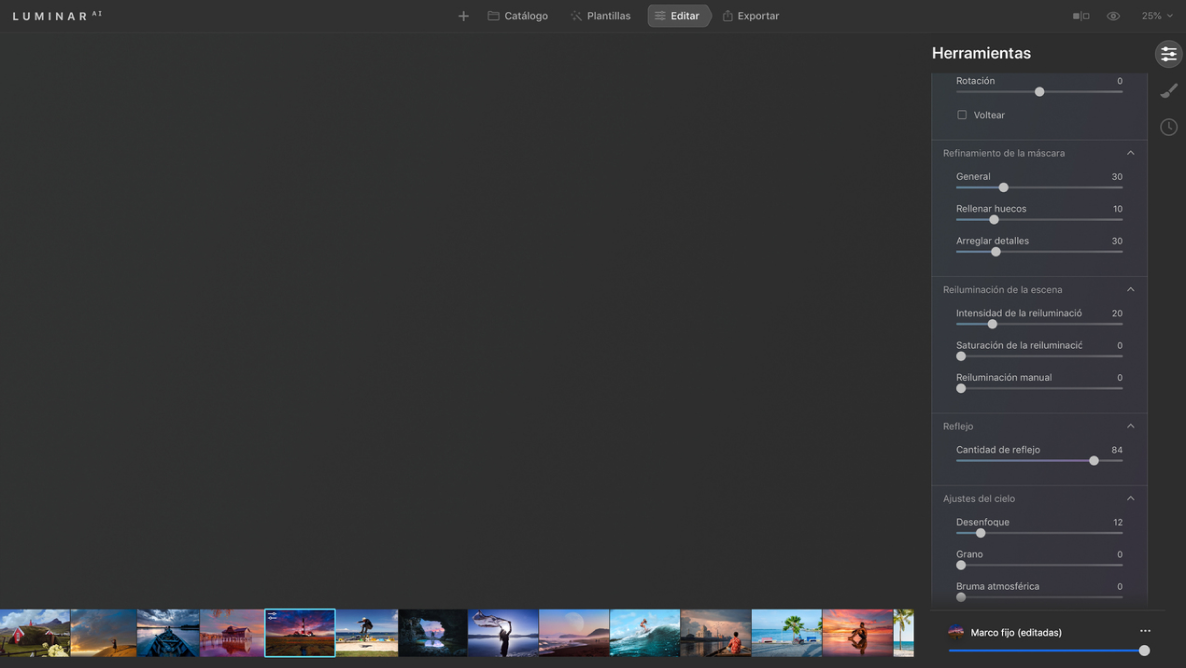 LUMINAR AI
Catálogo
Plantillas
Editar
Exportar
25%
Herramientas
Rotación 0
Voltear
Refinamiento de la máscara
General 30
Rellenar huecos 10
Arreglar detalles 30
Reiluminación de la escena
Intensidad de la reiluminació 20
Saturación de la reiluminació 0
Reiluminación manual 0
Reflejo
Cantidad de reflejo 84
Ajustes del cielo
Desenfoque 12
Grano 0
Bruma atmosférica 0
Marco fijo (editadas)